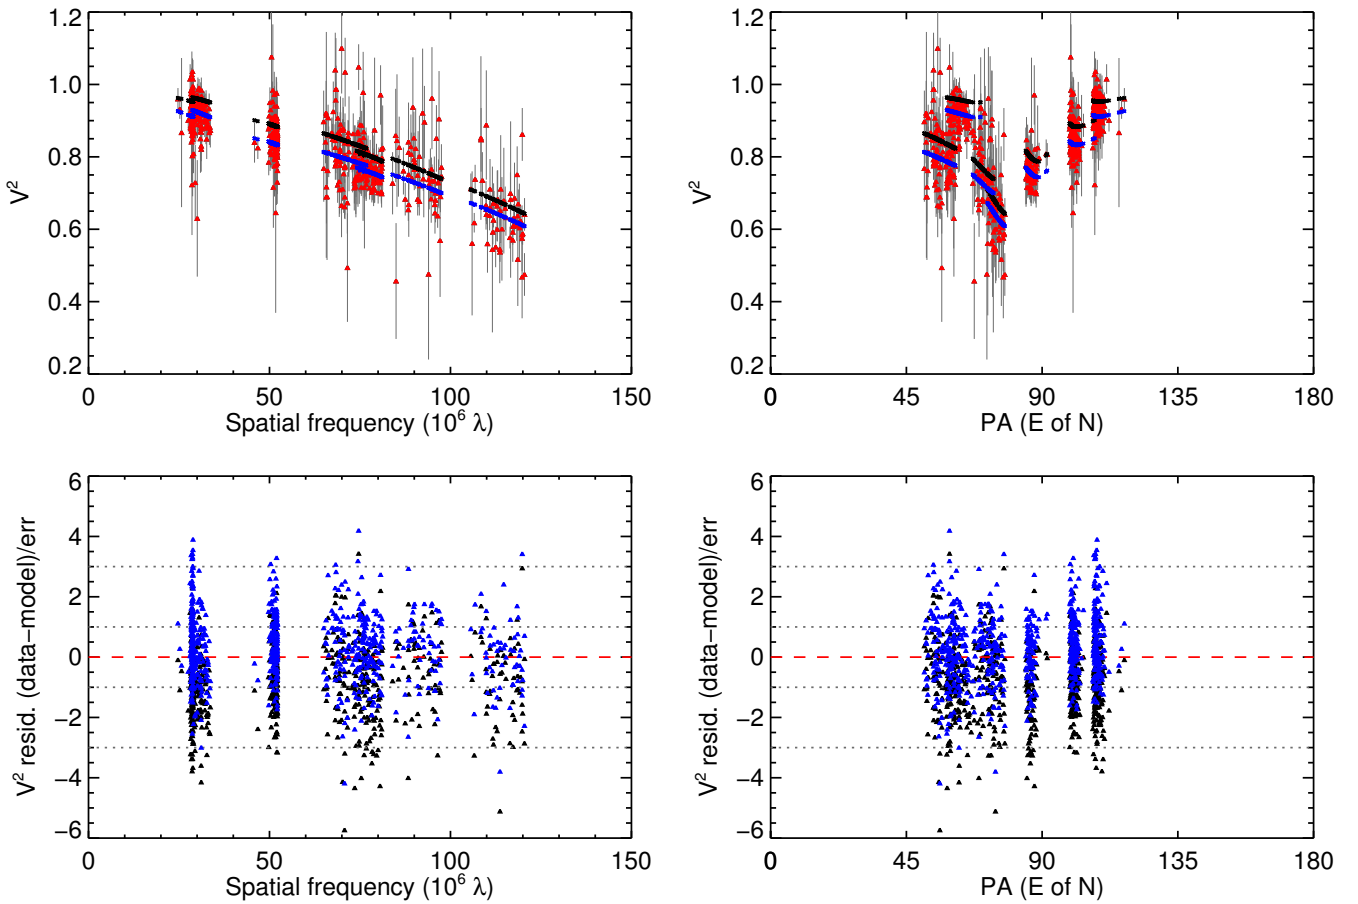 1.2
1.0
0.8
0.6
0.4
0.2
V²
0 50 100 150
Spatial frequency (10⁶ λ)
1.2
1.0
0.8
0.6
0.4
0.2
V²
0 45 90 135 180
PA (E of N)
6
4
2
0
−2
−4
−6
V² resid. (data−model)/err
0 50 100 150
Spatial frequency (10⁶ λ)
6
4
2
0
−2
−4
−6
V² resid. (data−model)/err
0 45 90 135 180
PA (E of N)